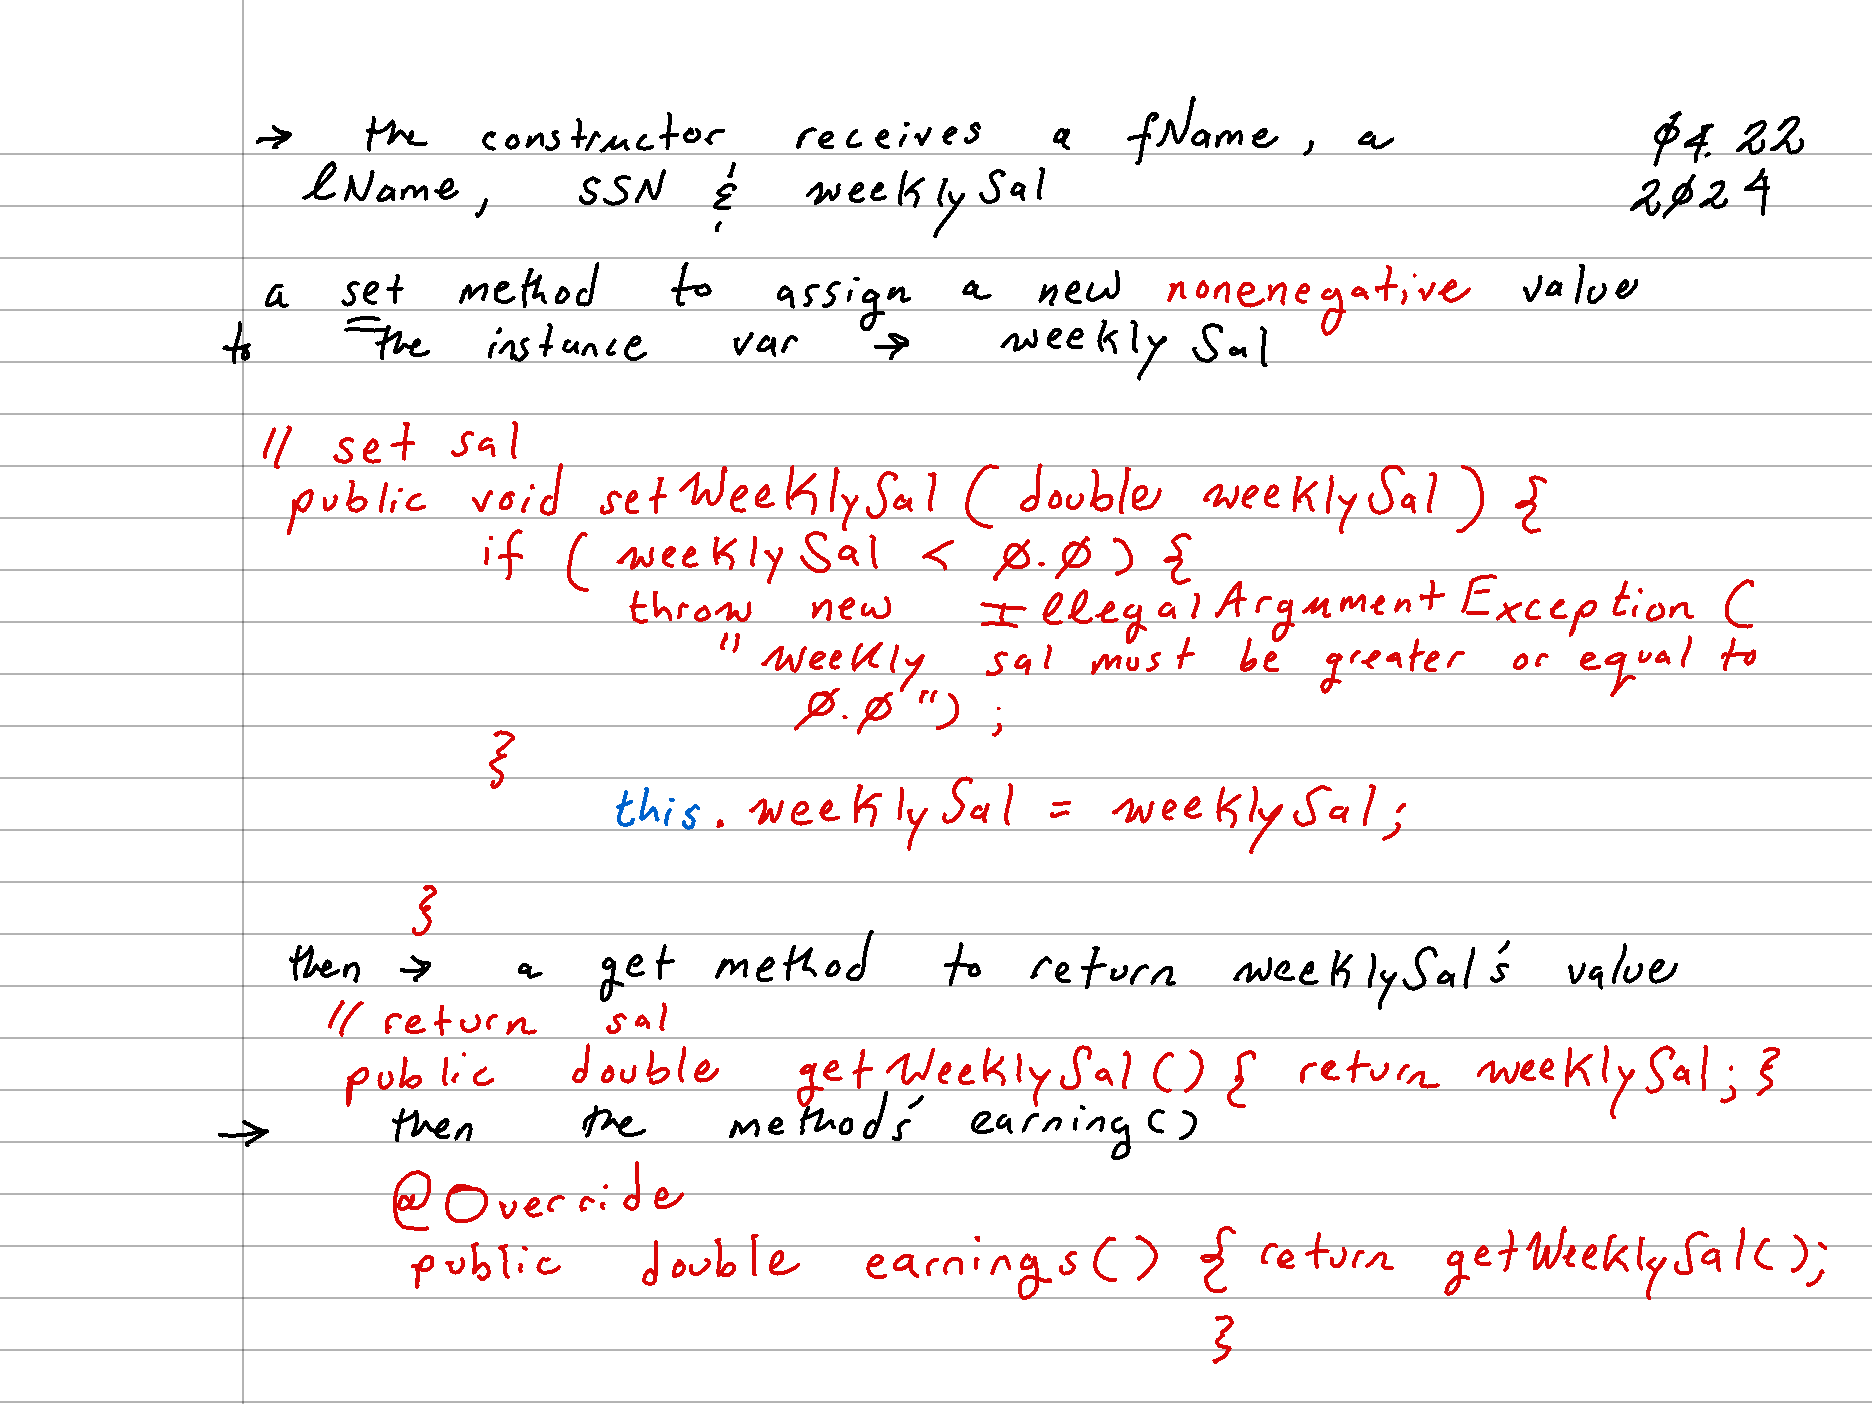 → the constructor receives a fName, a
lName, SSN & weeklySal
04.22
2024
a set method to assign a new nonenegative value
to the instance var → weeklySal
// set sal
public void setWeeklySal(double weeklySal) {
if (weeklySal < 0.0) {
throw new IllegalArgumentException(
"Weekly sal must be greater or equal to
0.0");
}
this.weeklySal = weeklySal;
}
then → a get method to return weeklySal's value
// return sal
public double getWeeklySal() { return weeklySal; }
→ then the method's earning()
@Override
public double earnings() { return getWeeklySal();
}